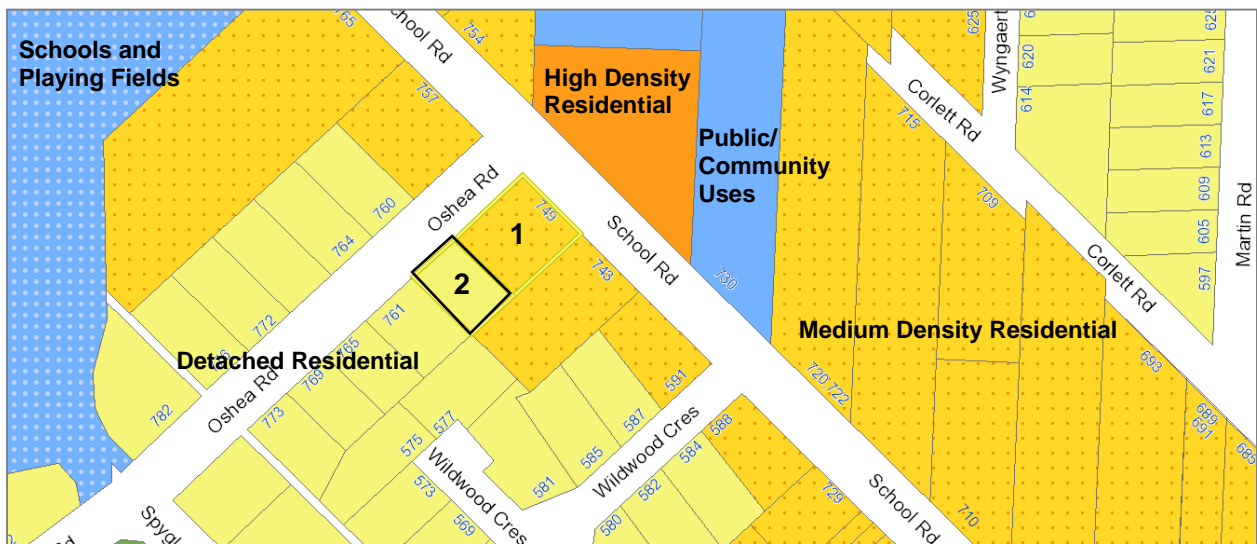 765
School Rd
754
625
Wyngaert
620
614
625
621
617
613
609
605
597
Schools and
Playing Fields
757
High Density
Residential
Public/
Community
Uses
Corlett Rd
715
709
Martin Rd
760
764
772
Oshea Rd
749
1
2
743
School Rd
730
Corlett Rd
Medium Density Residential
761
765
769
773
782
Detached Residential
Oshea Rd
575
577
591
587
585
581
Wildwood Cres
588
584
582
580
Wildwood Cres
573
569
720
722
693
689
691
685
729
School Rd
710
Spygl